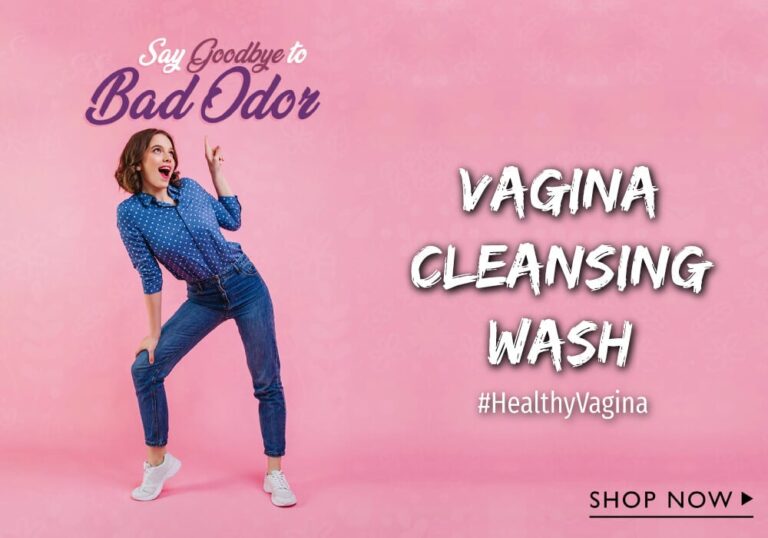 Say Goodbye to
Bad Odor
VAGINA
CLEANSING
WASH
#HealthyVagina
SHOP NOW